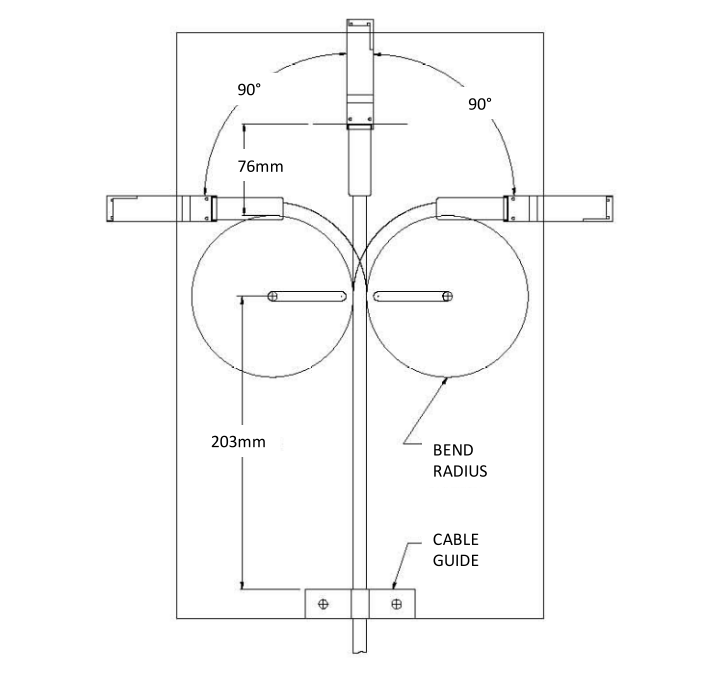 90°
90°
76mm
203mm
BEND
RADIUS
CABLE
GUIDE